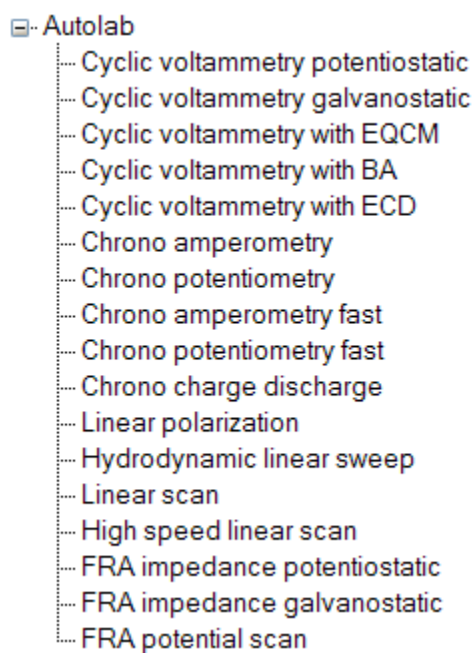 Autolab
Cyclic voltammetry potentiostatic
Cyclic voltammetry galvanostatic
Cyclic voltammetry with EQCM
Cyclic voltammetry with BA
Cyclic voltammetry with ECD
Chrono amperometry
Chrono potentiometry
Chrono amperometry fast
Chrono potentiometry fast
Chrono charge discharge
Linear polarization
Hydrodynamic linear sweep
Linear scan
High speed linear scan
FRA impedance potentiostatic
FRA impedance galvanostatic
FRA potential scan